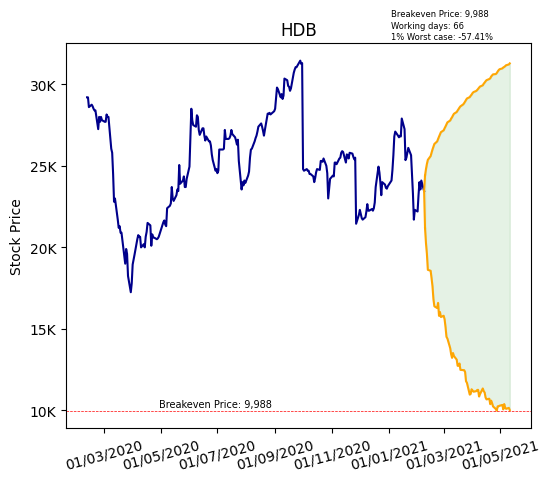 Breakeven Price: 9,988
Working days: 66
1% Worst case: -57.41%
HDB
Stock Price
30K
25K
20K
15K
10K
Breakeven Price: 9,988
01/03/2020
01/05/2020
01/07/2020
01/09/2020
01/11/2020
01/01/2021
01/03/2021
01/05/2021